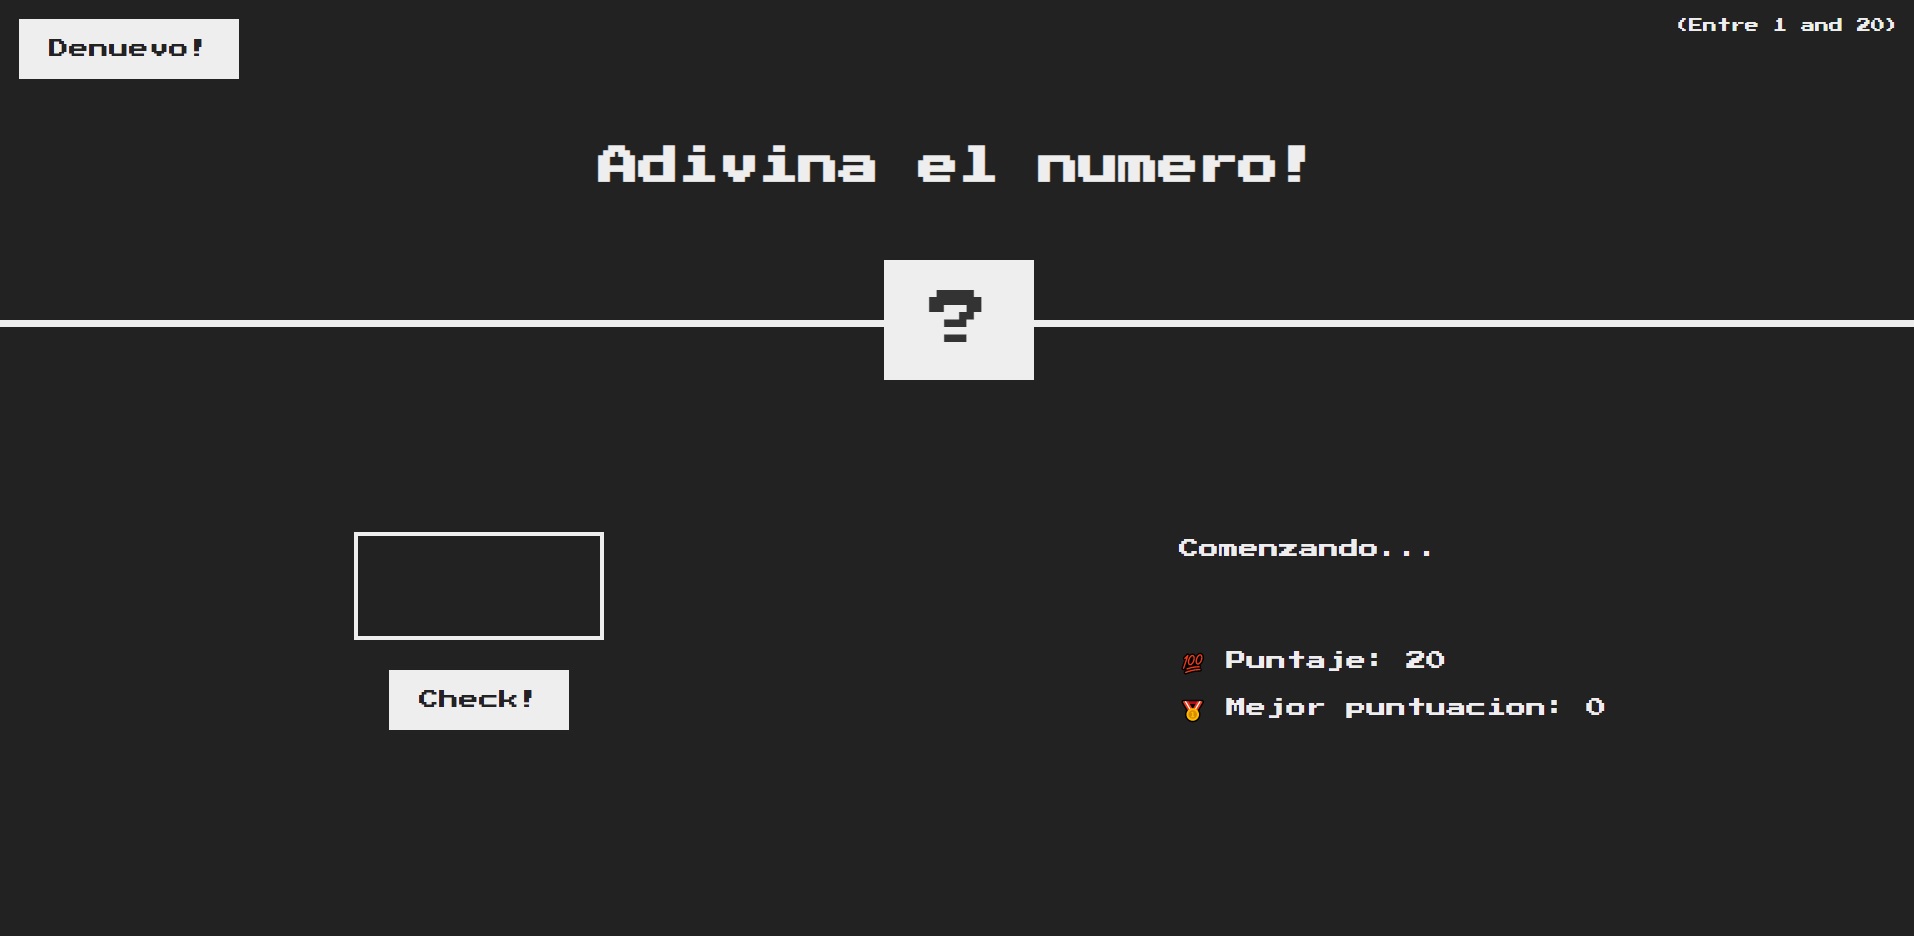 Denuevo!
(Entre 1 and 20)
Adivina el numero!
?
Comenzando...
💯 Puntaje: 20
🥇 Mejor puntuacion: 0
Check!